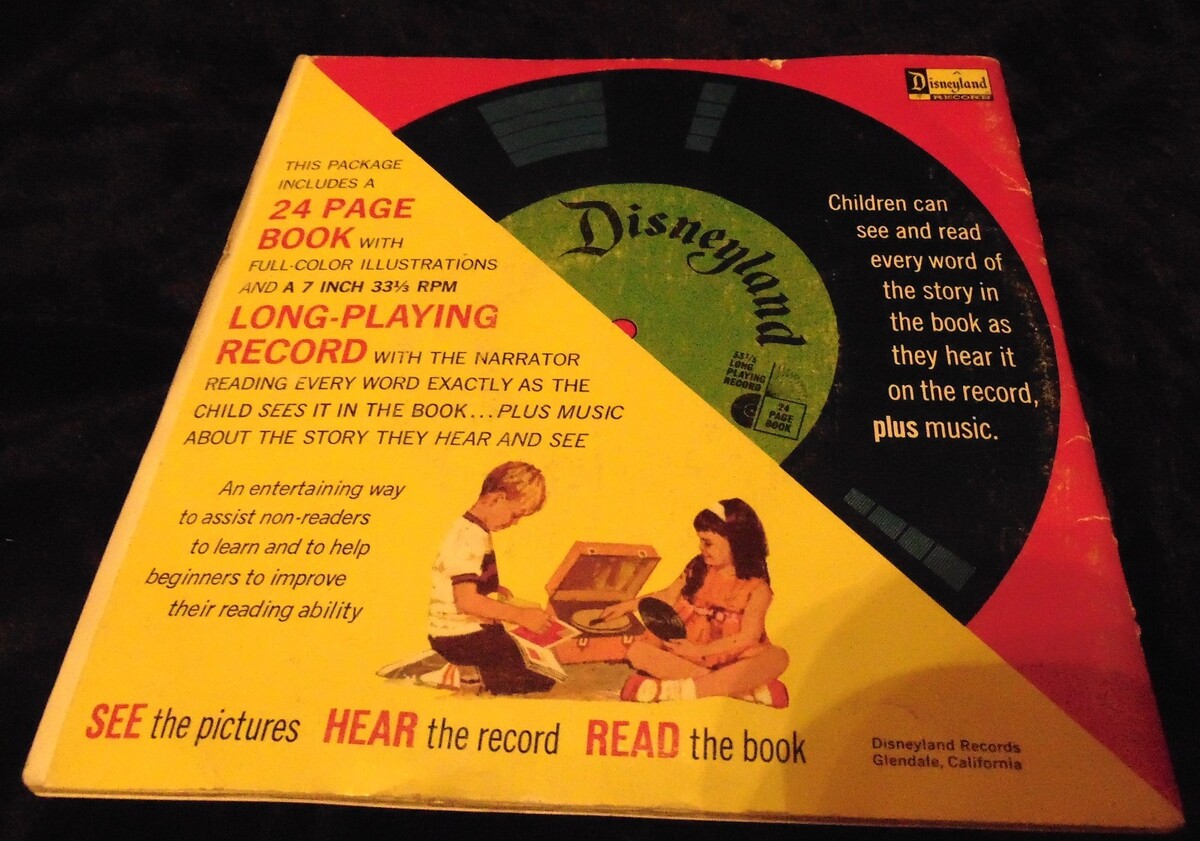 THIS PACKAGE
INCLUDES A
24 PAGE
BOOK WITH
FULL-COLOR ILLUSTRATIONS
AND A 7 INCH 33⅓ RPM
LONG-PLAYING
RECORD WITH THE NARRATOR
READING EVERY WORD EXACTLY AS THE
CHILD SEES IT IN THE BOOK...PLUS MUSIC
ABOUT THE STORY THEY HEAR AND SEE
An entertaining way
to assist non-readers
to learn and to help
beginners to improve
their reading ability
SEE the pictures HEAR the record READ the book
Disneyland
33⅓
LONG
PLAYING
RECORD
24
PAGE
BOOK
Disneyland
RECORD
Children can
see and read
every word of
the story in
the book as
they hear it
on the record,
plus music.
Disneyland Records
Glendale, California